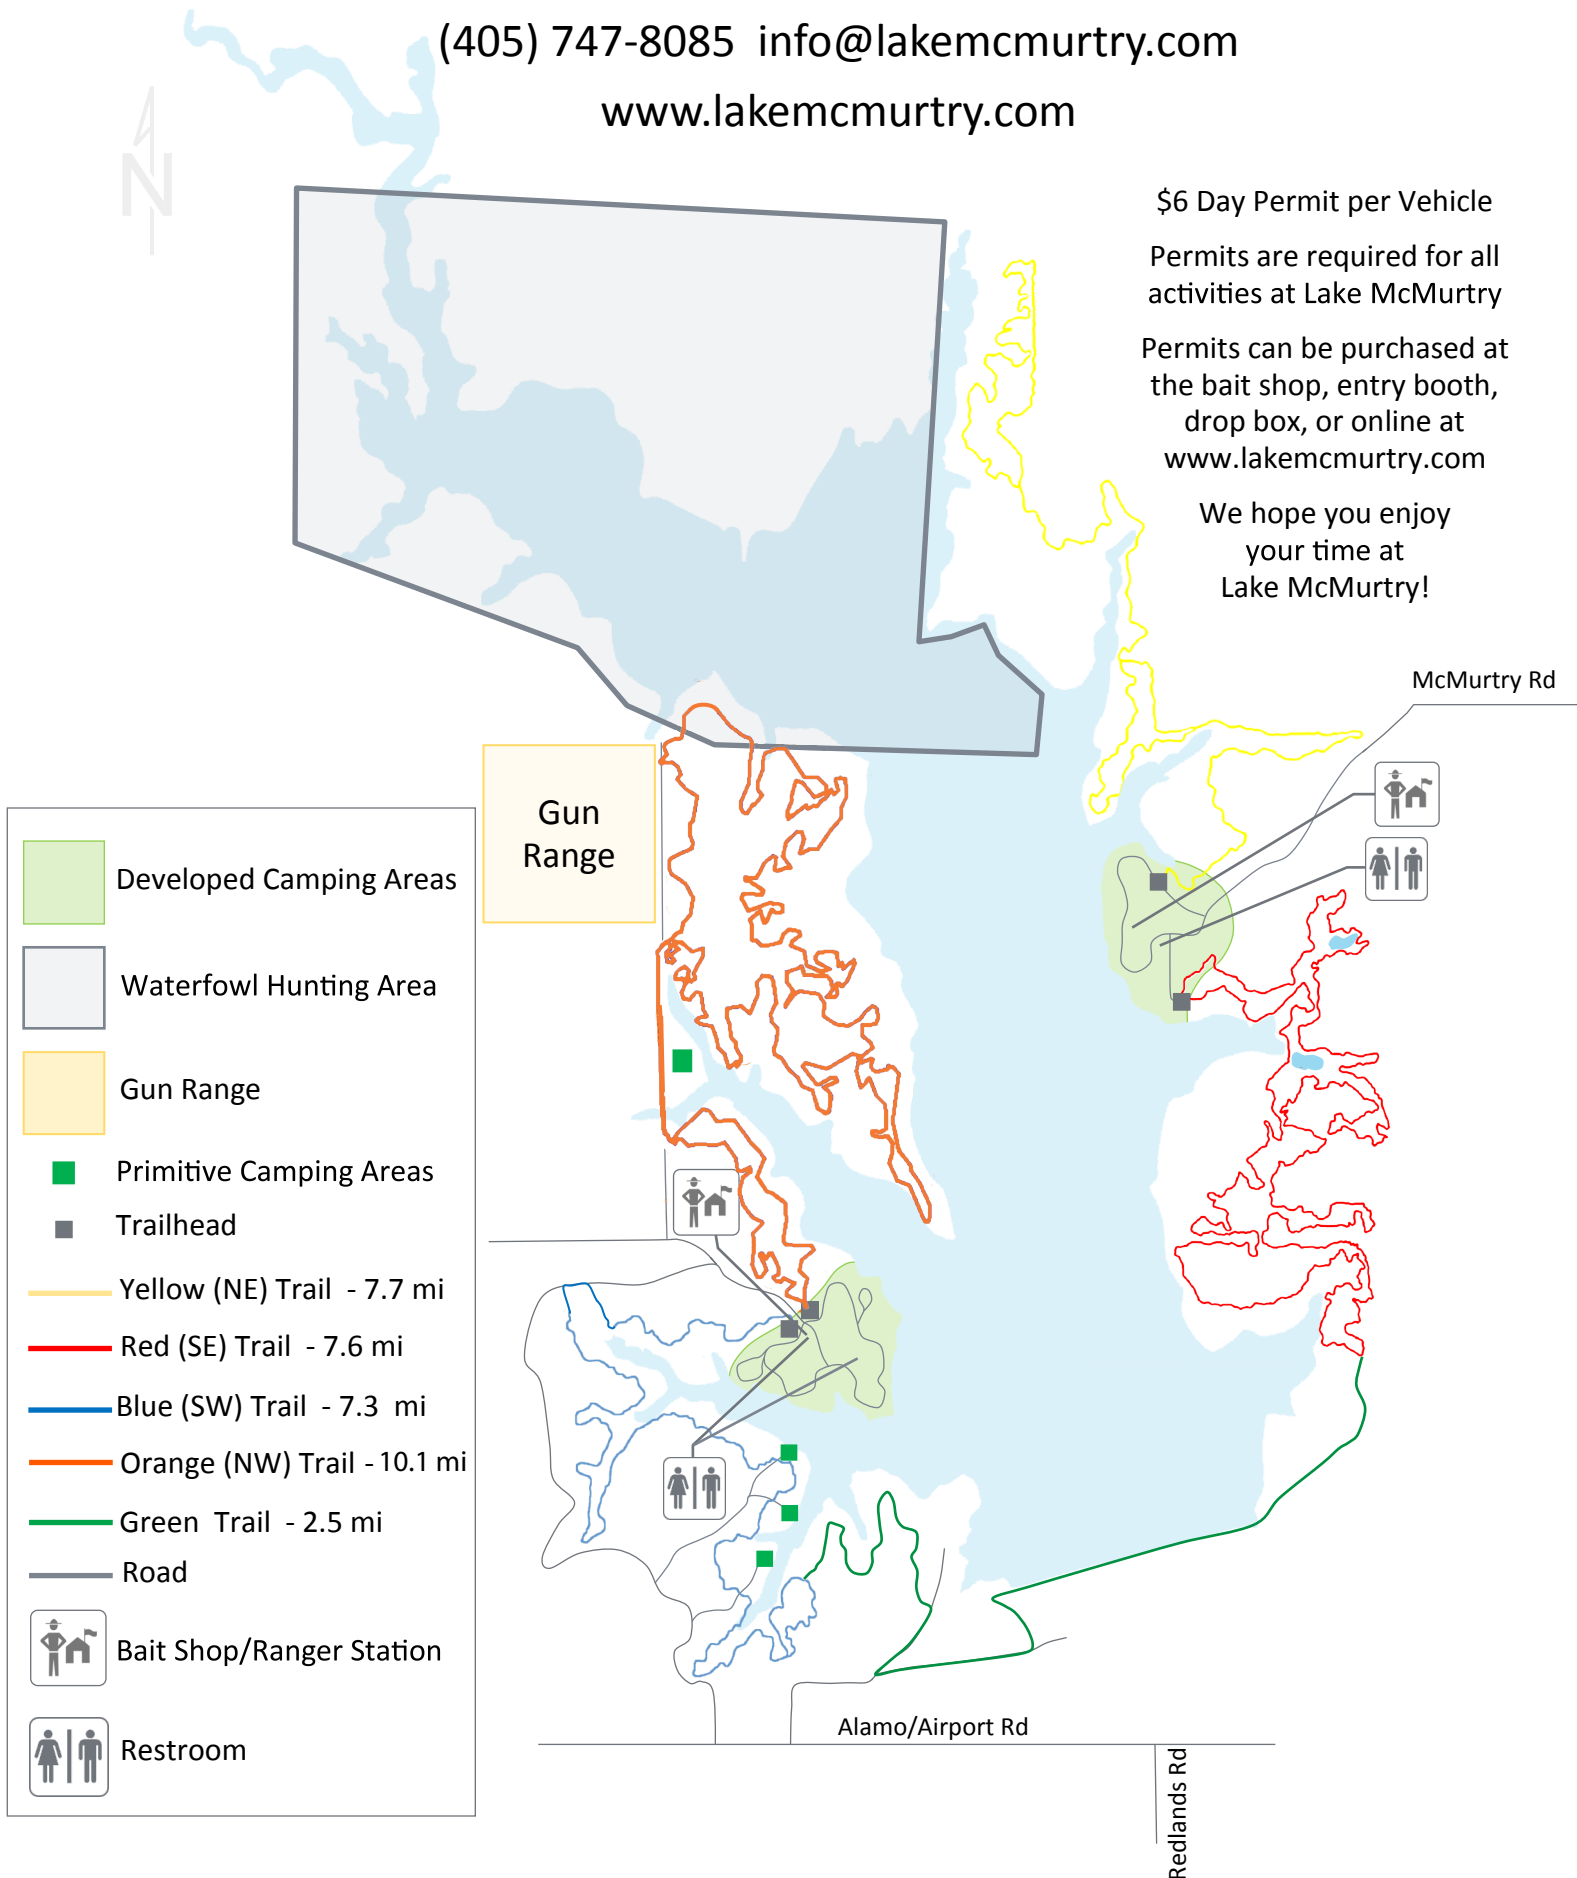 (405) 747-8085  info@lakemcmurtry.com
www.lakemcmurtry.com
N
$6 Day Permit per Vehicle
Permits are required for all
activities at Lake McMurtry
Permits can be purchased at
the bait shop, entry booth,
drop box, or online at
www.lakemcmurtry.com
We hope you enjoy
your time at
Lake McMurtry!
McMurtry Rd
Gun
Range
Developed Camping Areas
Waterfowl Hunting Area
Gun Range
Primitive Camping Areas
Trailhead
Yellow (NE) Trail - 7.7 mi
Red (SE) Trail - 7.6 mi
Blue (SW) Trail - 7.3 mi
Orange (NW) Trail - 10.1 mi
Green Trail - 2.5 mi
Road
Bait Shop/Ranger Station
Restroom
Alamo/Airport Rd
Redlands Rd